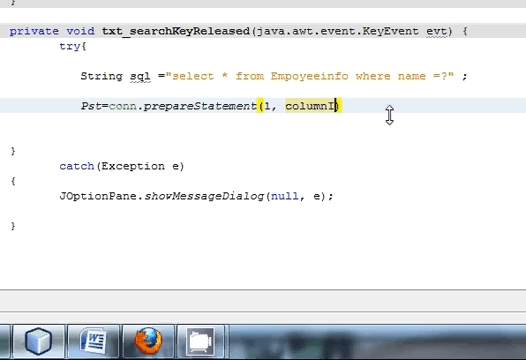 private void txt_searchKeyReleased(java.awt.event.KeyEvent evt) {
try{
String sql ="select * from Empoyeeinfo where name =?" ;
Pst=conn.prepareStatement(1, columnI)
}
catch(Exception e)
{
JOptionPane.showMessageDialog(null, e);
}